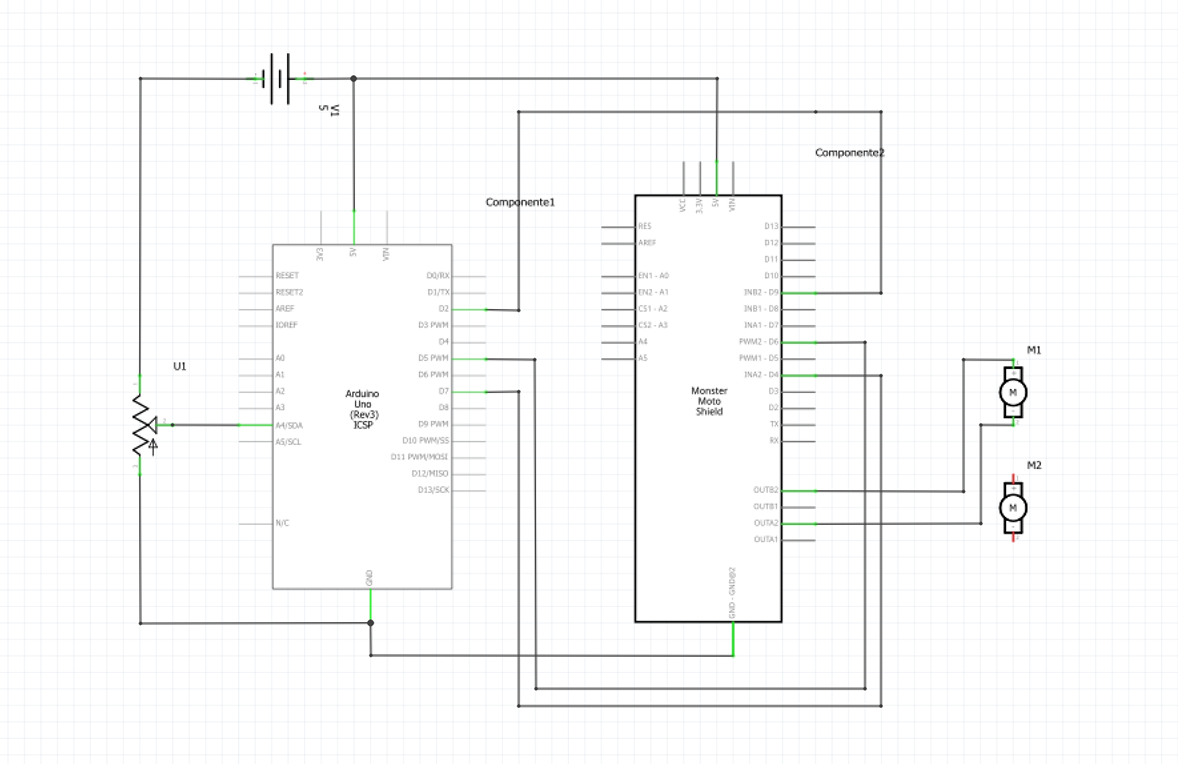 V1
5
Componente2
Componente1
3V3
5V
VIN
VCC
3.3V
5V
VIN
RESET
RESET2
AREF
IOREF
A0
A1
A2
A3
A4/SDA
A5/SCL
N/C
D0/RX
D1/TX
D2
D3 PWM
D4
D5 PWM
D6 PWM
D7
D8
D9 PWM
D10 PWM/SS
D11 PWM/MOSI
D12/MISO
D13/SCK
Arduino
Uno
(Rev3)
ICSP
GND
U1
RES
AREF
EN1 - A0
EN2 - A1
CS1 - A2
CS2 - A3
A4
A5
D13
D12
D11
D10
INB2 - D9
INB1 - D8
INA1 - D7
PWM2 - D6
PWM1 - D5
INA2 - D4
D3
D2
TX
RX
Monster
Moto
Shield
OUTB2
OUTB1
OUTA2
OUTA1
GND - GND@2
M1
M
M2
M